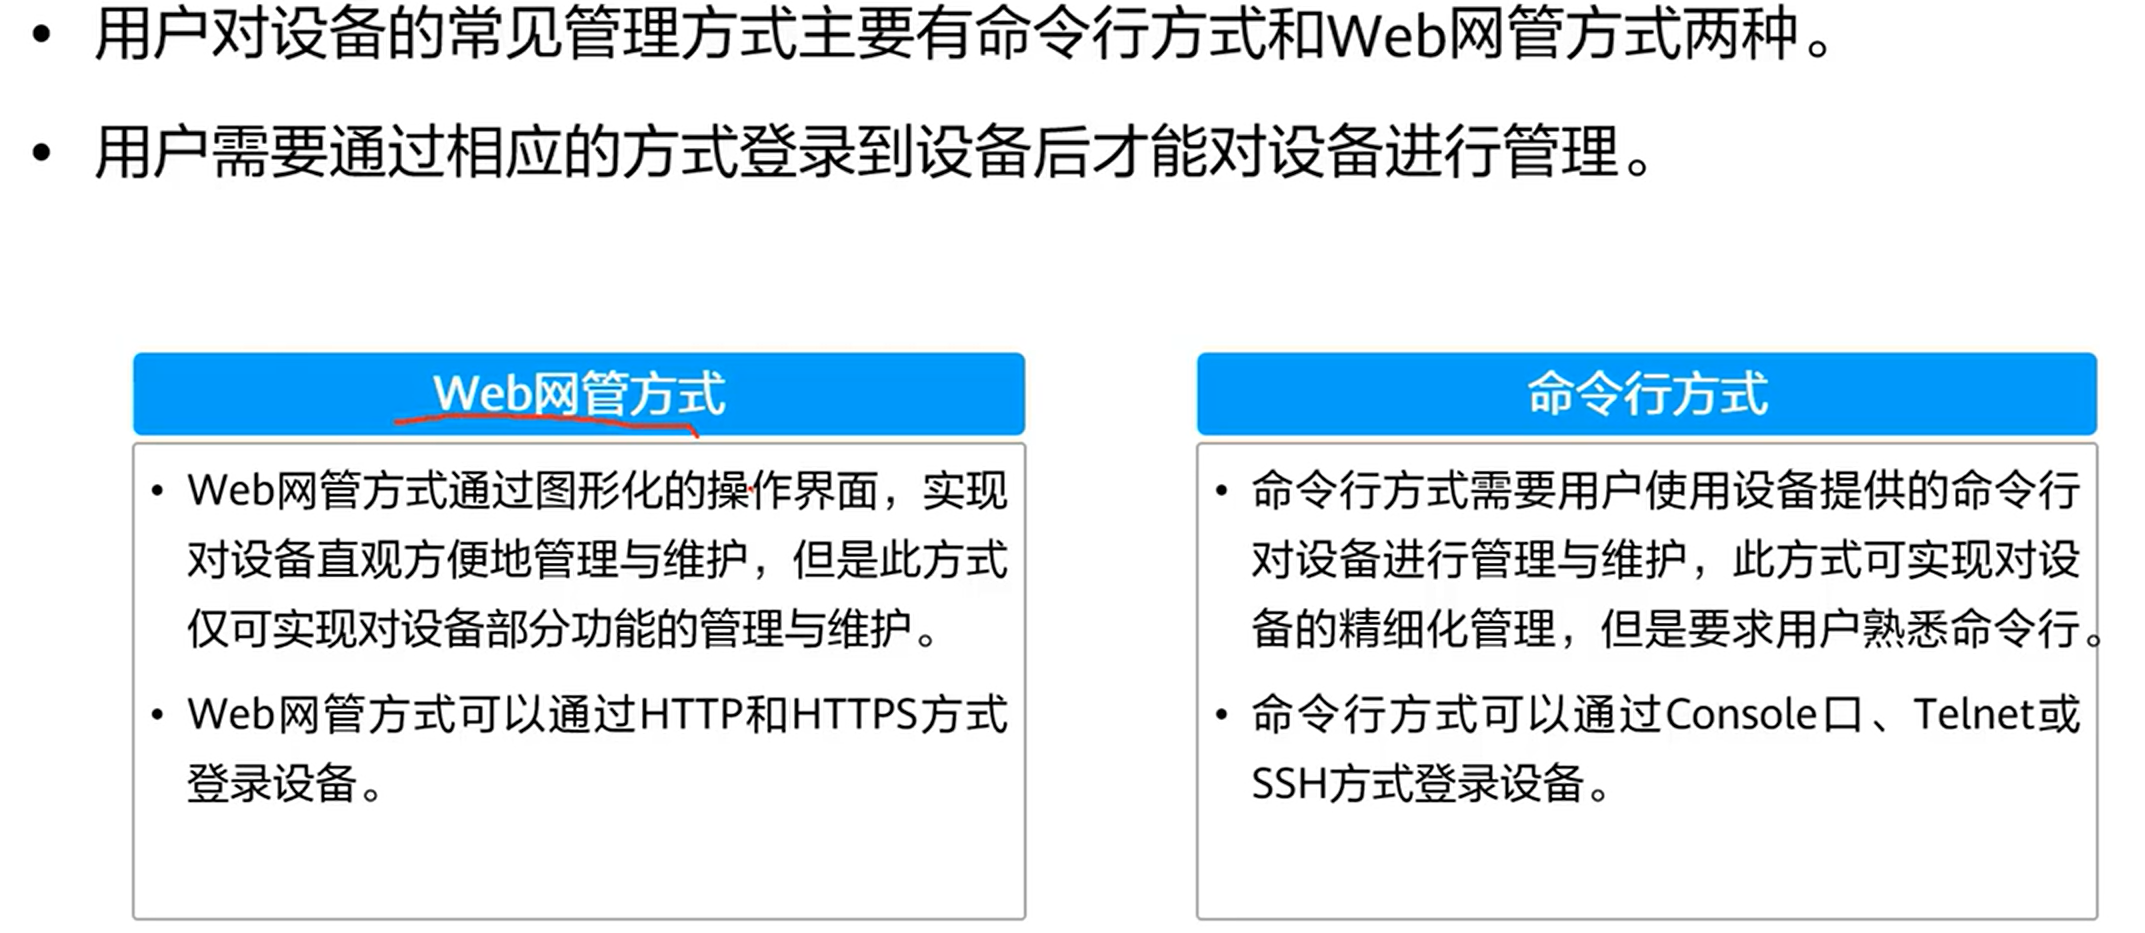 • 用户对设备的常见管理方式主要有命令行方式和Web网管方式两种。
• 用户需要通过相应的方式登录到设备后才能对设备进行管理。
Web网管方式
• Web网管方式通过图形化的操作界面，实现
对设备直观方便地管理与维护，但是此方式
仅可实现对设备部分功能的管理与维护。
• Web网管方式可以通过HTTP和HTTPS方式
登录设备。
命令行方式
• 命令行方式需要用户使用设备提供的命令行
对设备进行管理与维护，此方式可实现对设
备的精细化管理，但是要求用户熟悉命令行。
• 命令行方式可以通过Console口、Telnet或
SSH方式登录设备。